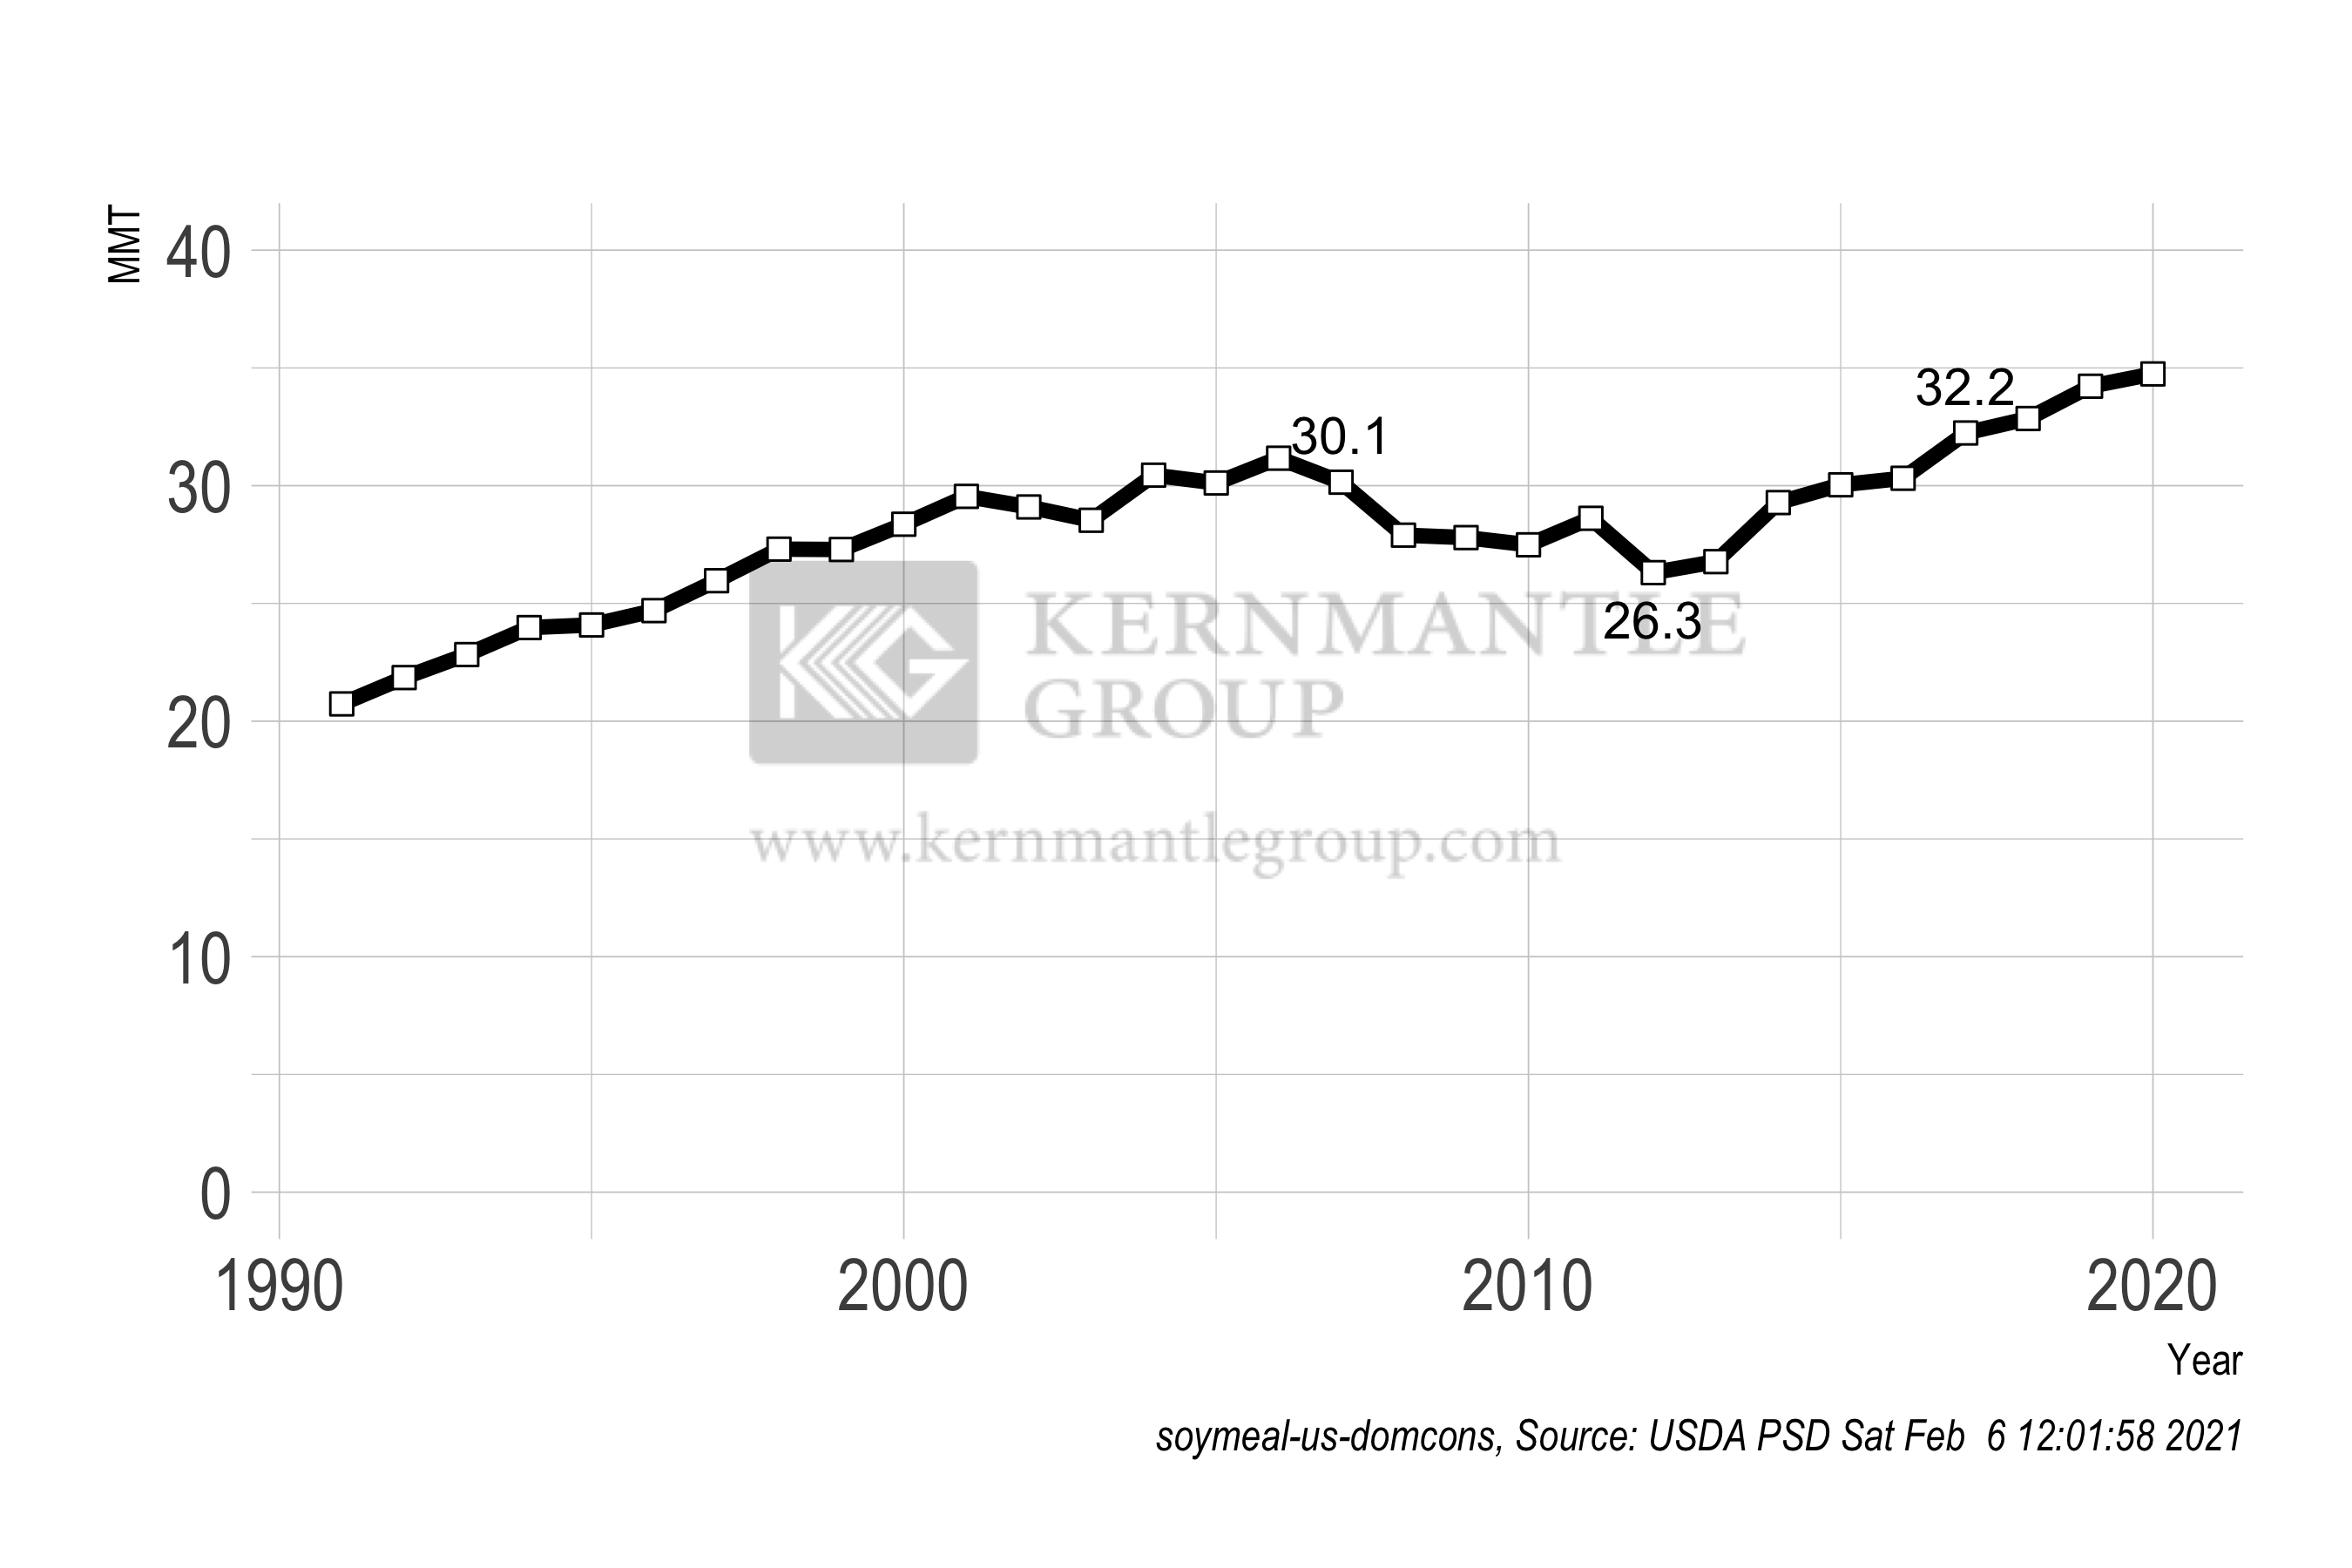 MMT
40
30
20
10
0
30.1
26.3
32.2
KERNMANTLE
GROUP
www.kernmantlegroup.com
1990 2000 2010 2020
Year
soymeal-us-domcons, Source: USDA PSD Sat Feb  6 12:01:58 2021